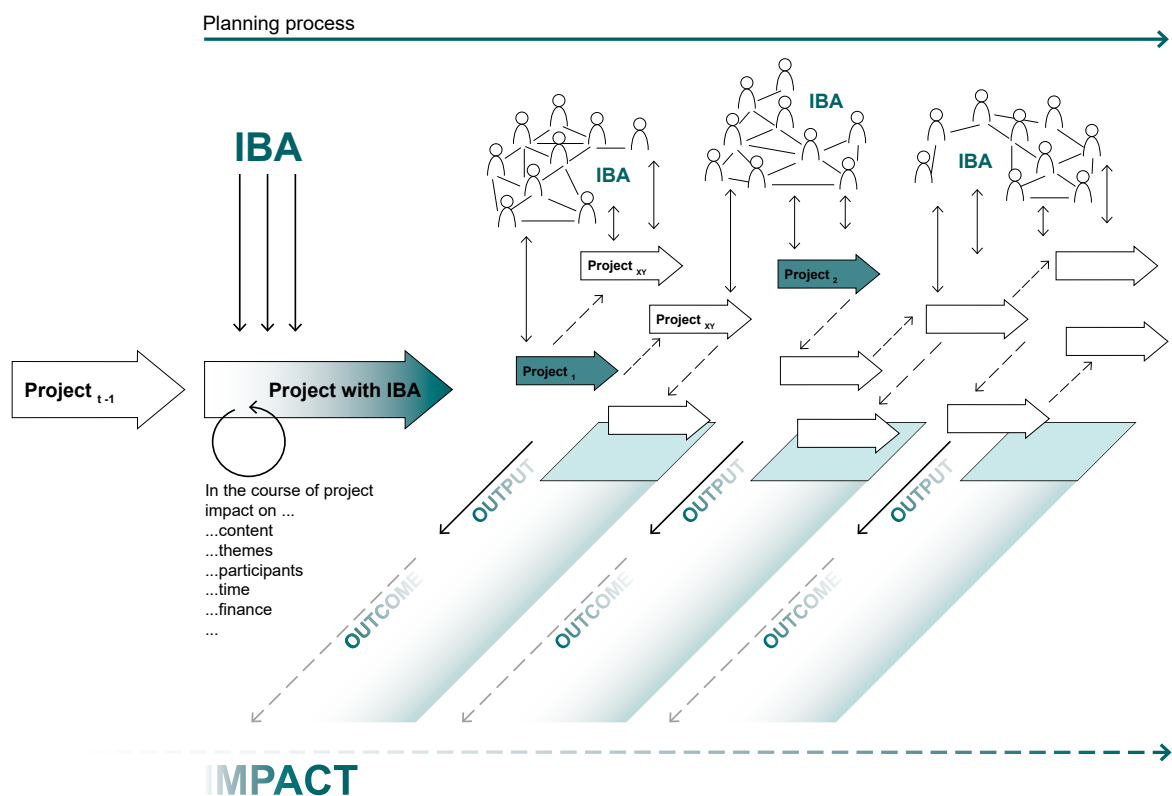 Planning process
IBA
IBA
IBA
IBA
Project XY
Project 2
Project XY
Project 1
Project t -1
Project with IBA
In the course of project
impact on ...
...content
...themes
...participants
...time
...finance
...
OUTPUT
OUTPUT
OUTPUT
OUTCOME
OUTCOME
OUTCOME
IMPACT